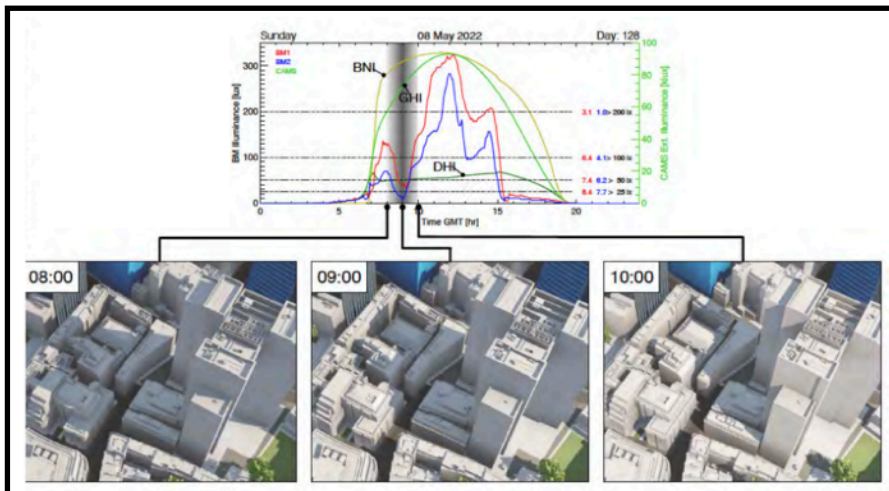 Sunday 08 May 2022 Day: 128
BM1
BM2
CAMS
BNL
GHI
DHI
BM Illuminance [lux]
300
200
100
0
CAMS Ext. Illuminance [klux]
100
80
60
40
20
0
3.1 1.8> 200 lx
6.4 4.1> 100 lx
7.4 6.2> 50 lx
8.4 7.7> 25 lx
0 5 10 15 20
Time GMT [hr]
08:00 09:00 10:00